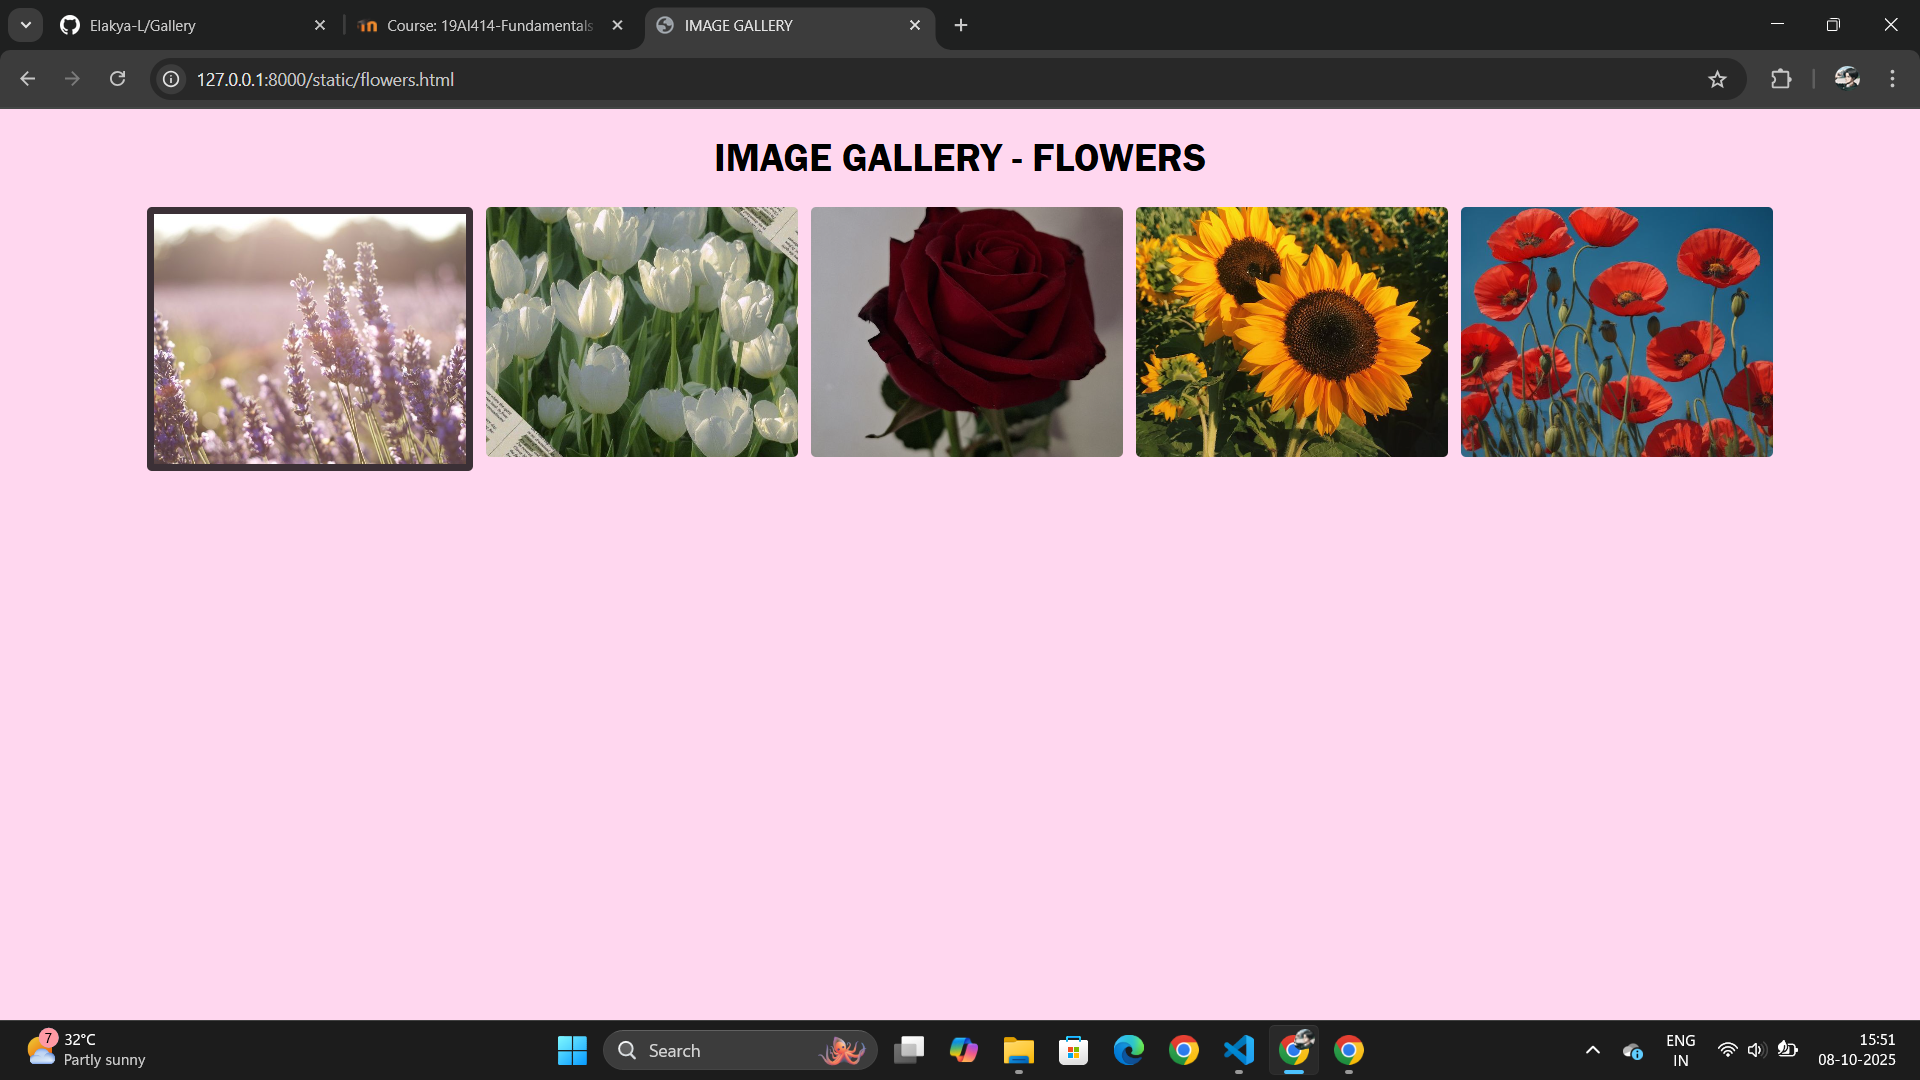 Elakya-L/Gallery
Course: 19AI414-Fundamentals
IMAGE GALLERY
127.0.0.1:8000/static/flowers.html
IMAGE GALLERY - FLOWERS
7
32°C
Partly sunny
Search
ENG
IN
15:51
08-10-2025